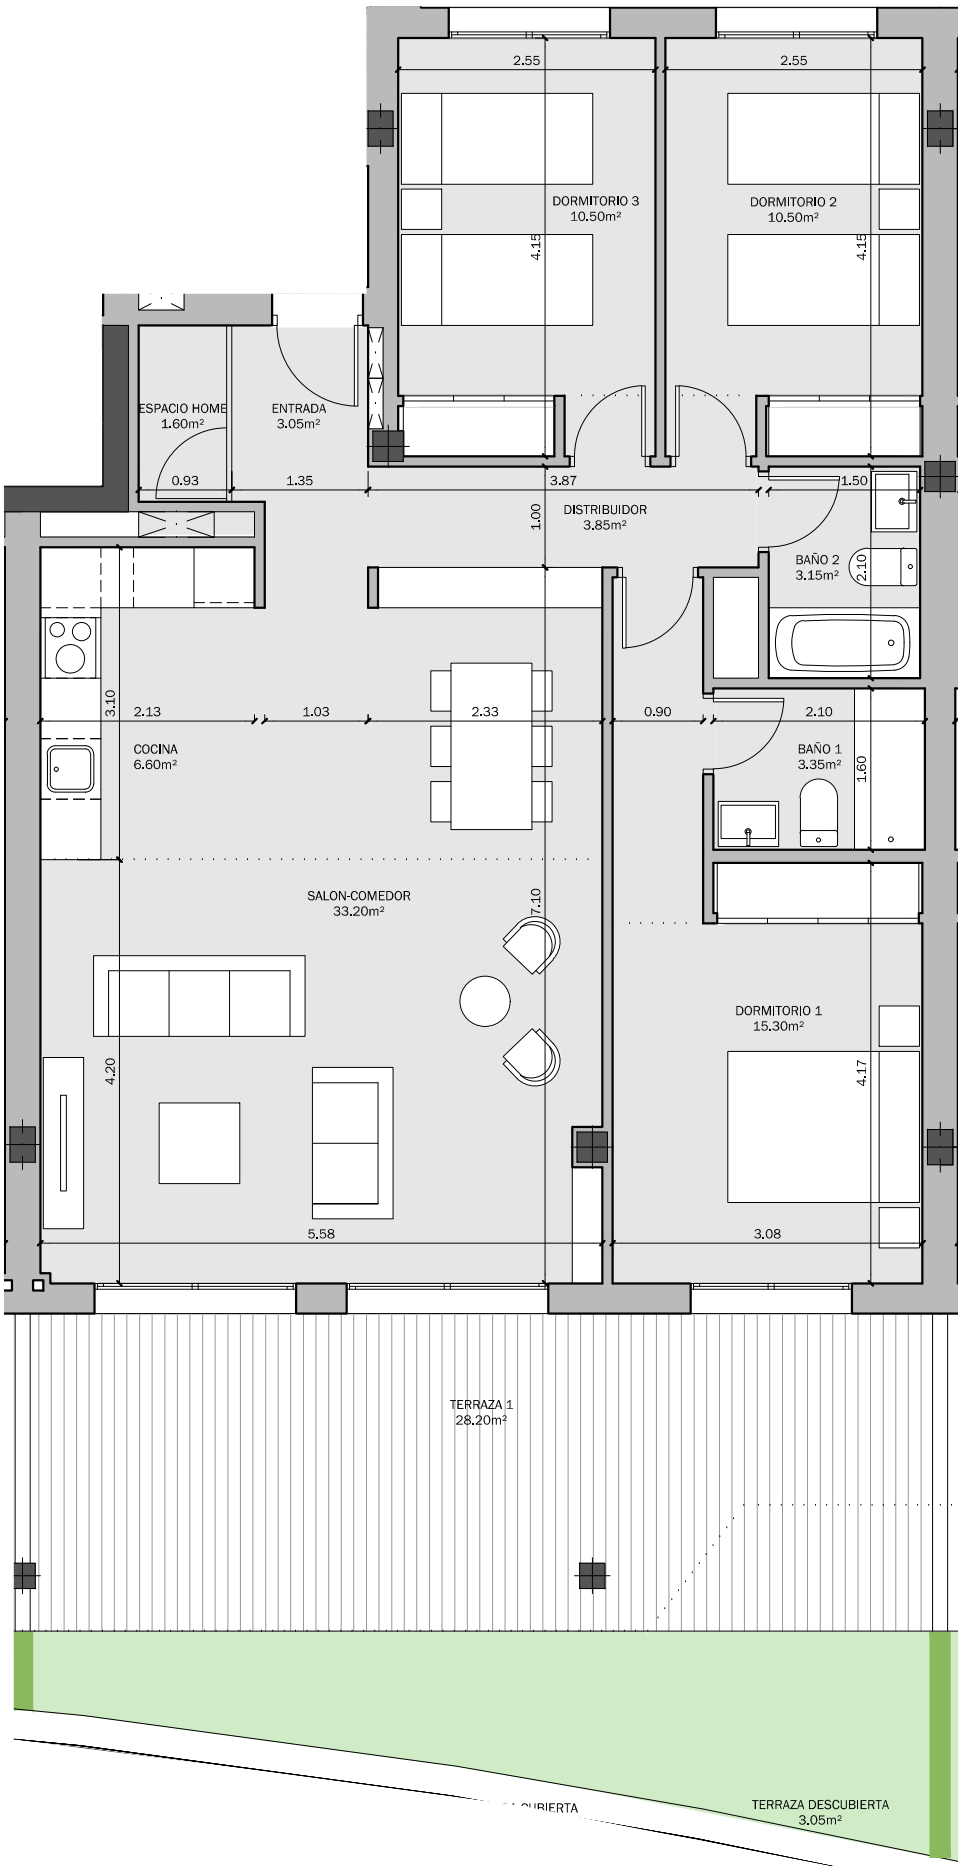 2.55
2.55
DORMITORIO 3
10.50m²
DORMITORIO 2
10.50m²
4.15
4.15
ESPACIO HOME
1.60m²
ENTRADA
3.05m²
0.93
1.35
3.87
1.50
DISTRIBUIDOR
3.85m²
1.00
BAÑO 2
3.15m²
2.10
3.10
2.13
1.03
2.33
0.90
2.10
COCINA
6.60m²
BAÑO 1
3.35m²
1.60
SALON-COMEDOR
33.20m²
7.10
DORMITORIO 1
15.30m²
4.20
4.17
5.58
3.08
TERRAZA 1
28.20m²
CUBIERTA
TERRAZA DESCUBIERTA
3.05m²